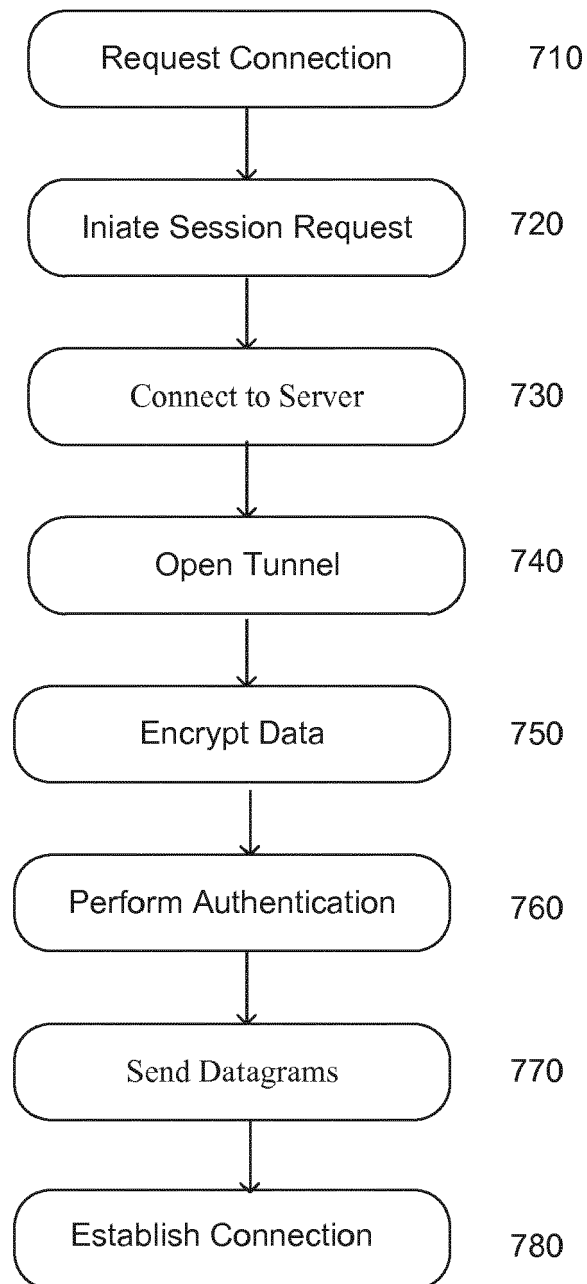 Request Connection 710
Iniate Session Request 720
Connect to Server 730
Open Tunnel 740
Encrypt Data 750
Perform Authentication 760
Send Datagrams 770
Establish Connection 780